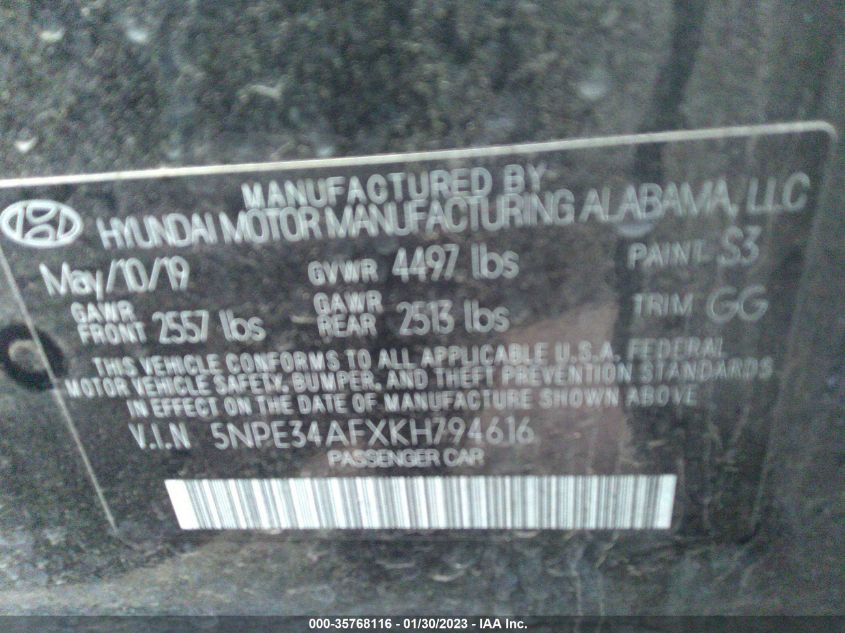 MANUFACTURED BY
HYUNDAI MOTOR MANUFACTURING ALABAMA, LLC
May/10/19 GVWR 4497 lbs PAINT S3
GAWR FRONT 2557 lbs GAWR REAR 2513 lbs TRIM GG
THIS VEHICLE CONFORMS TO ALL APPLICABLE U.S.A. FEDERAL
MOTOR VEHICLE SAFETY, BUMPER, AND THEFT PREVENTION STANDARDS
IN EFFECT ON THE DATE OF MANUFACTURE SHOWN ABOVE
V.I.N 5NPE34AFXKH794616
PASSENGER CAR
000-35768116 - 01/30/2023 - IAA Inc.